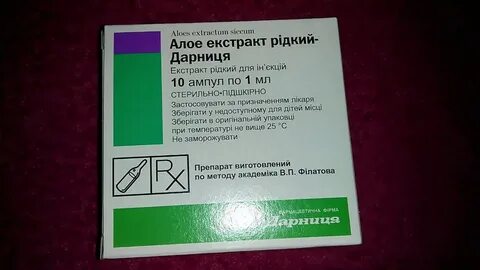 Aloes extractum siccum
Алое екстракт рідкий-
Дарниця
Екстракт рідкий для ін'єкцій
10 ампул по 1 мл
СТЕРИЛЬНО•ПІДШКІРНО
Застосовувати за призначенням лікаря
Зберігати у недоступному для дітей місці
Зберігати в оригінальній упаковці
при температурі не вище 25 °C
Не заморожувати
Rx
Препарат виготовлений
по методу академіка В.П. Філатова
ФАРМАЦЕВТИЧНА ФІРМА
Дарниця